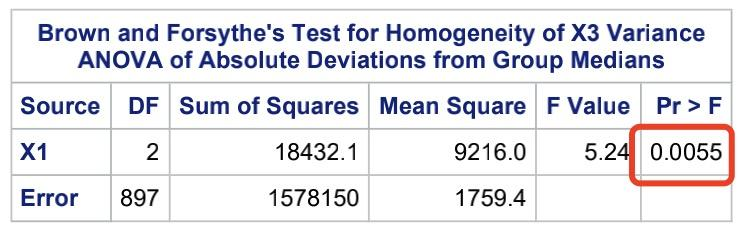 Brown and Forsythe's Test for Homogeneity of X3 Variance
ANOVA of Absolute Deviations from Group Medians
Source DF Sum of Squares Mean Square F Value Pr > F
X1 2 18432.1 9216.0 5.24 0.0055
Error 897 1578150 1759.4